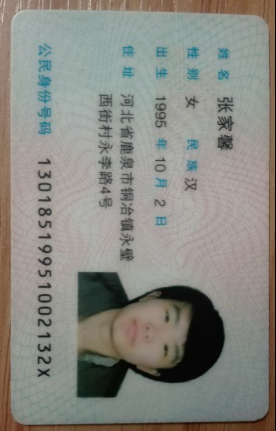 姓名 张家馨
性别 女 民族 汉
出生 1995 年 10 月 2 日
住址 河北省鹿泉市铜冶镇永壁
西街村永李路4号
公民身份号码 13018519951002132X